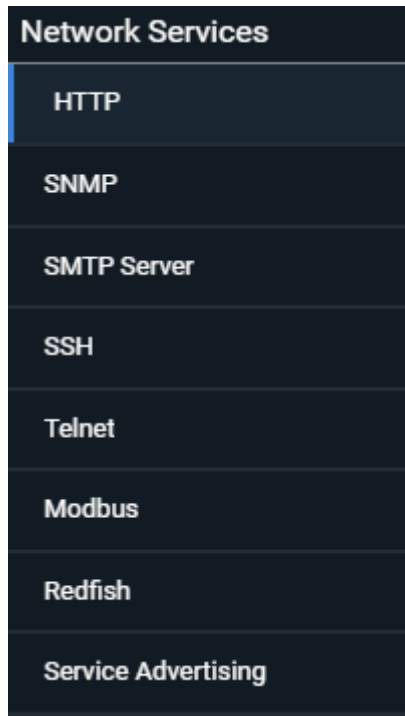 Network Services
HTTP
SNMP
SMTP Server
SSH
Telnet
Modbus
Redfish
Service Advertising